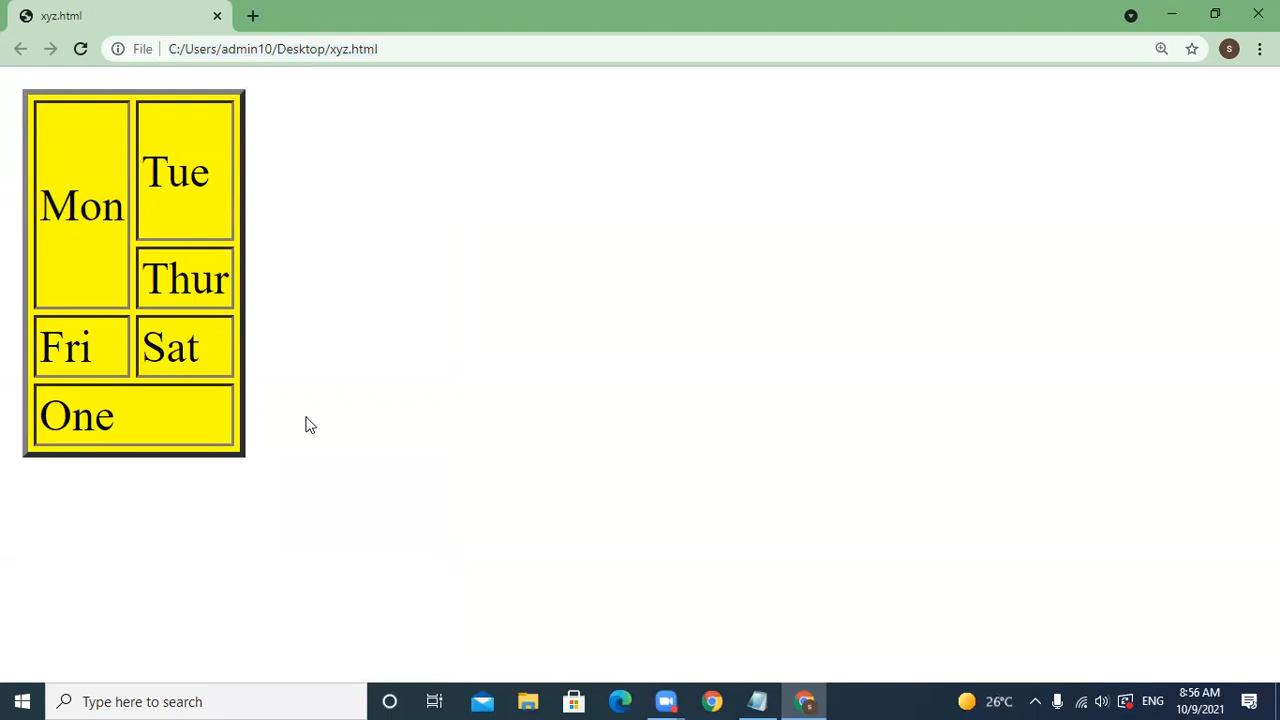 xyz.html
File
C:/Users/admin10/Desktop/xyz.html
S
Mon
Tue
Thur
Fri
Sat
One
Type here to search
26°C
ENG
8:56 AM
10/9/2021